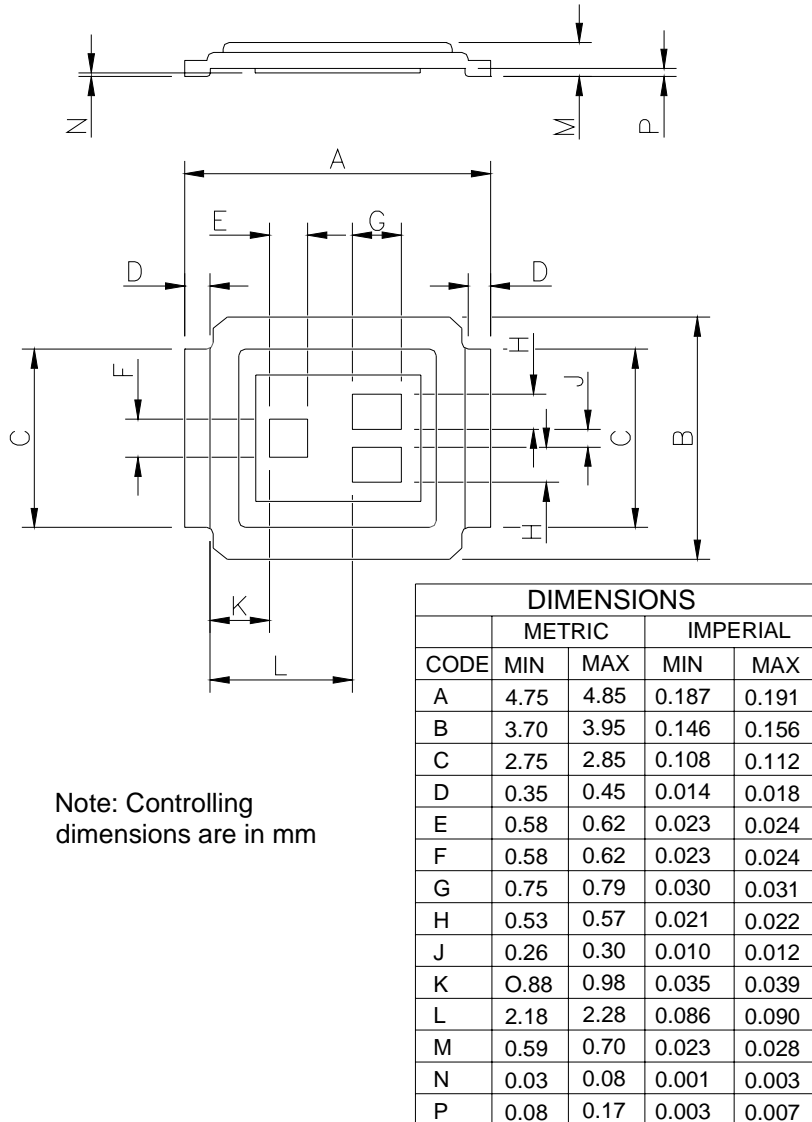 N
M
P
A
E
G
D
D
F
H
J
C
C
B
H
K
L
DIMENSIONS
METRIC IMPERIAL
CODE MIN MAX MIN MAX
A 4.75 4.85 0.187 0.191
B 3.70 3.95 0.146 0.156
C 2.75 2.85 0.108 0.112
D 0.35 0.45 0.014 0.018
E 0.58 0.62 0.023 0.024
F 0.58 0.62 0.023 0.024
G 0.75 0.79 0.030 0.031
H 0.53 0.57 0.021 0.022
J 0.26 0.30 0.010 0.012
K O.88 0.98 0.035 0.039
L 2.18 2.28 0.086 0.090
M 0.59 0.70 0.023 0.028
N 0.03 0.08 0.001 0.003
P 0.08 0.17 0.003 0.007
Note: Controlling
dimensions are in mm